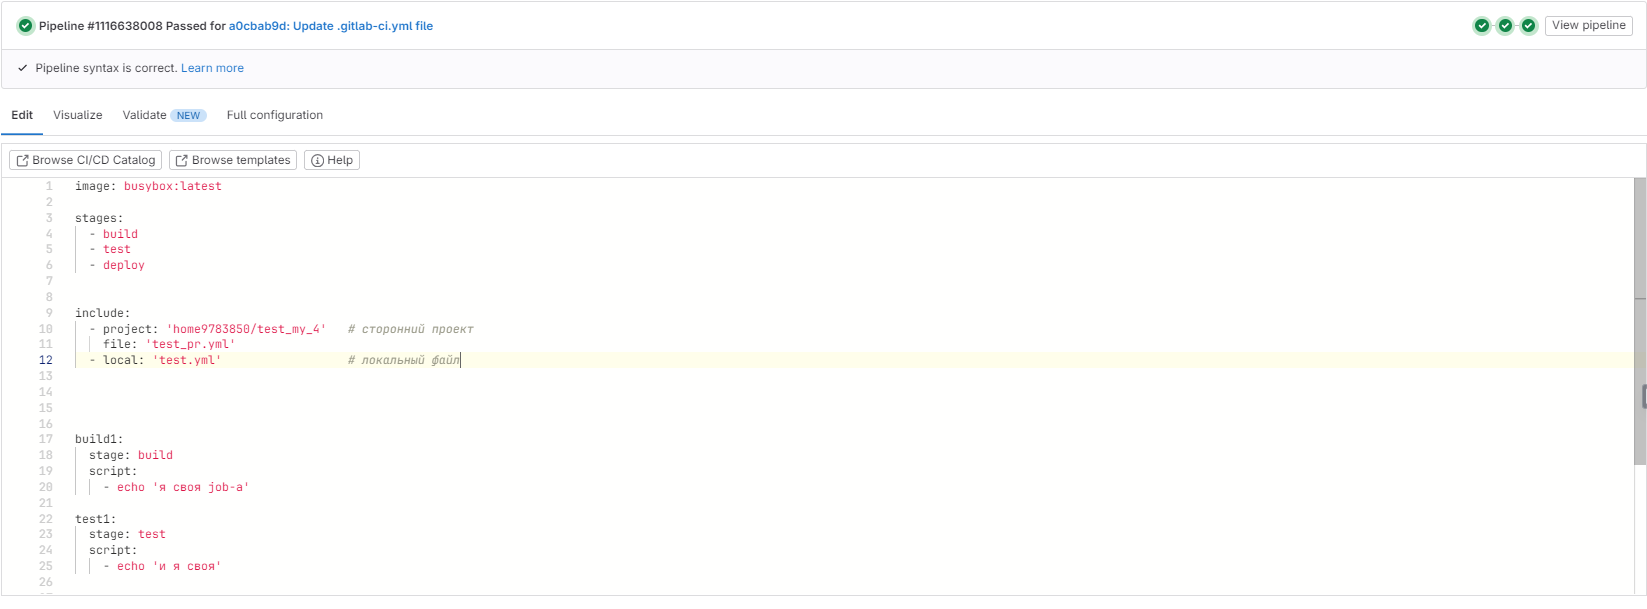 Pipeline #1116638008 Passed for a0cbab9d: Update .gitlab-ci.yml file
View pipeline
Pipeline syntax is correct. Learn more
Edit Visualize Validate NEW Full configuration
Browse CI/CD Catalog Browse templates Help
1 image: busybox:latest
2
3 stages:
4 - build
5 - test
6 - deploy
7
8
9 include:
10 - project: 'home9783850/test_my_4' # сторонний проект
11 file: 'test_pr.yml'
12 - local: 'test.yml' # локальный файл
13
14
15
16
17 build1:
18 stage: build
19 script:
20 - echo 'я своя job-а'
21
22 test1:
23 stage: test
24 script:
25 - echo 'и я своя'
26